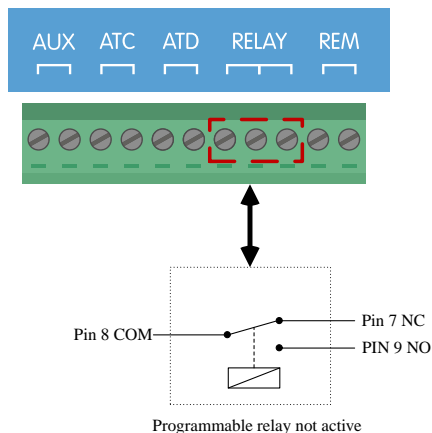 AUX ATC ATD RELAY REM
Pin 7 NC
Pin 8 COM
PIN 9 NO
Programmable relay not active